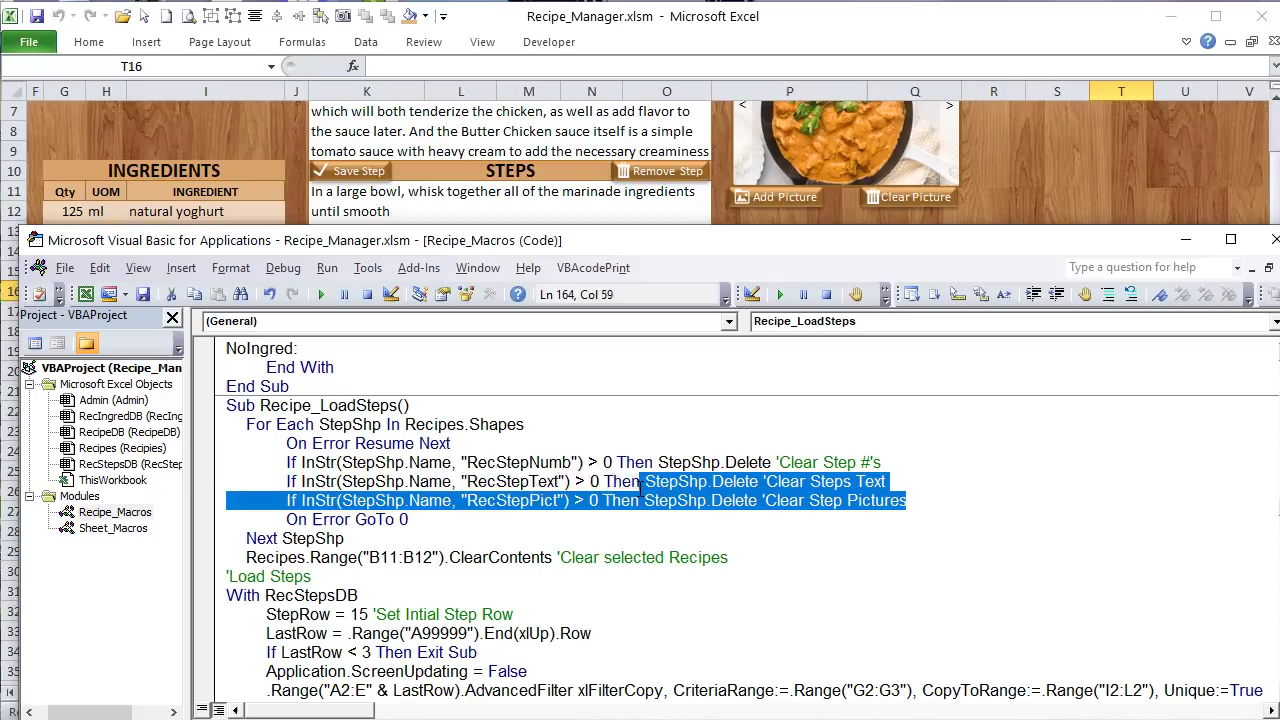 Recipe_Manager.xlsm - Microsoft Excel
File Home Insert Page Layout Formulas Data Review View Developer
T16 fx
F G H I J K L M N O P Q R S T U V
7 which will both tenderize the chicken, as well as add flavor to < >
8 the sauce later. And the Butter Chicken sauce itself is a simple
9 tomato sauce with heavy cream to add the necessary creaminess
10 INGREDIENTS Save Step STEPS Remove Step
11 Qty UOM INGREDIENT In a large bowl, whisk together all of the marinade ingredients Add Picture Clear Picture
12 125 ml natural yoghurt until smooth
Microsoft Visual Basic for Applications - Recipe_Manager.xlsm - [Recipe_Macros (Code)]
File Edit View Insert Format Debug Run Tools Add-Ins Window Help VBAcodePrint Type a question for help
Ln 164, Col 59
Project - VBAProject
(General) Recipe_LoadSteps
VBAProject (Recipe_Man
Microsoft Excel Objects
Admin (Admin)
RecIngredDB (RecIng
RecipeDB (RecipeDB)
Recipes (Recipies)
RecStepsDB (RecStep
ThisWorkbook
Modules
Recipe_Macros
Sheet_Macros
NoIngred:
End With
End Sub
Sub Recipe_LoadSteps()
For Each StepShp In Recipes.Shapes
On Error Resume Next
If InStr(StepShp.Name, "RecStepNumb") > 0 Then StepShp.Delete 'Clear Step #'s
If InStr(StepShp.Name, "RecStepText") > 0 Then StepShp.Delete 'Clear Steps Text
If InStr(StepShp.Name, "RecStepPict") > 0 Then StepShp.Delete 'Clear Step Pictures
On Error GoTo 0
Next StepShp
Recipes.Range("B11:B12").ClearContents 'Clear selected Recipes
'Load Steps
With RecStepsDB
StepRow = 15 'Set Intial Step Row
LastRow = .Range("A99999").End(xlUp).Row
If LastRow < 3 Then Exit Sub
Application.ScreenUpdating = False
.Range("A2:E" & LastRow).AdvancedFilter xlFilterCopy, CriteriaRange:=.Range("G2:G3"), CopyToRange:=.Range("I2:L2"), Unique:=True